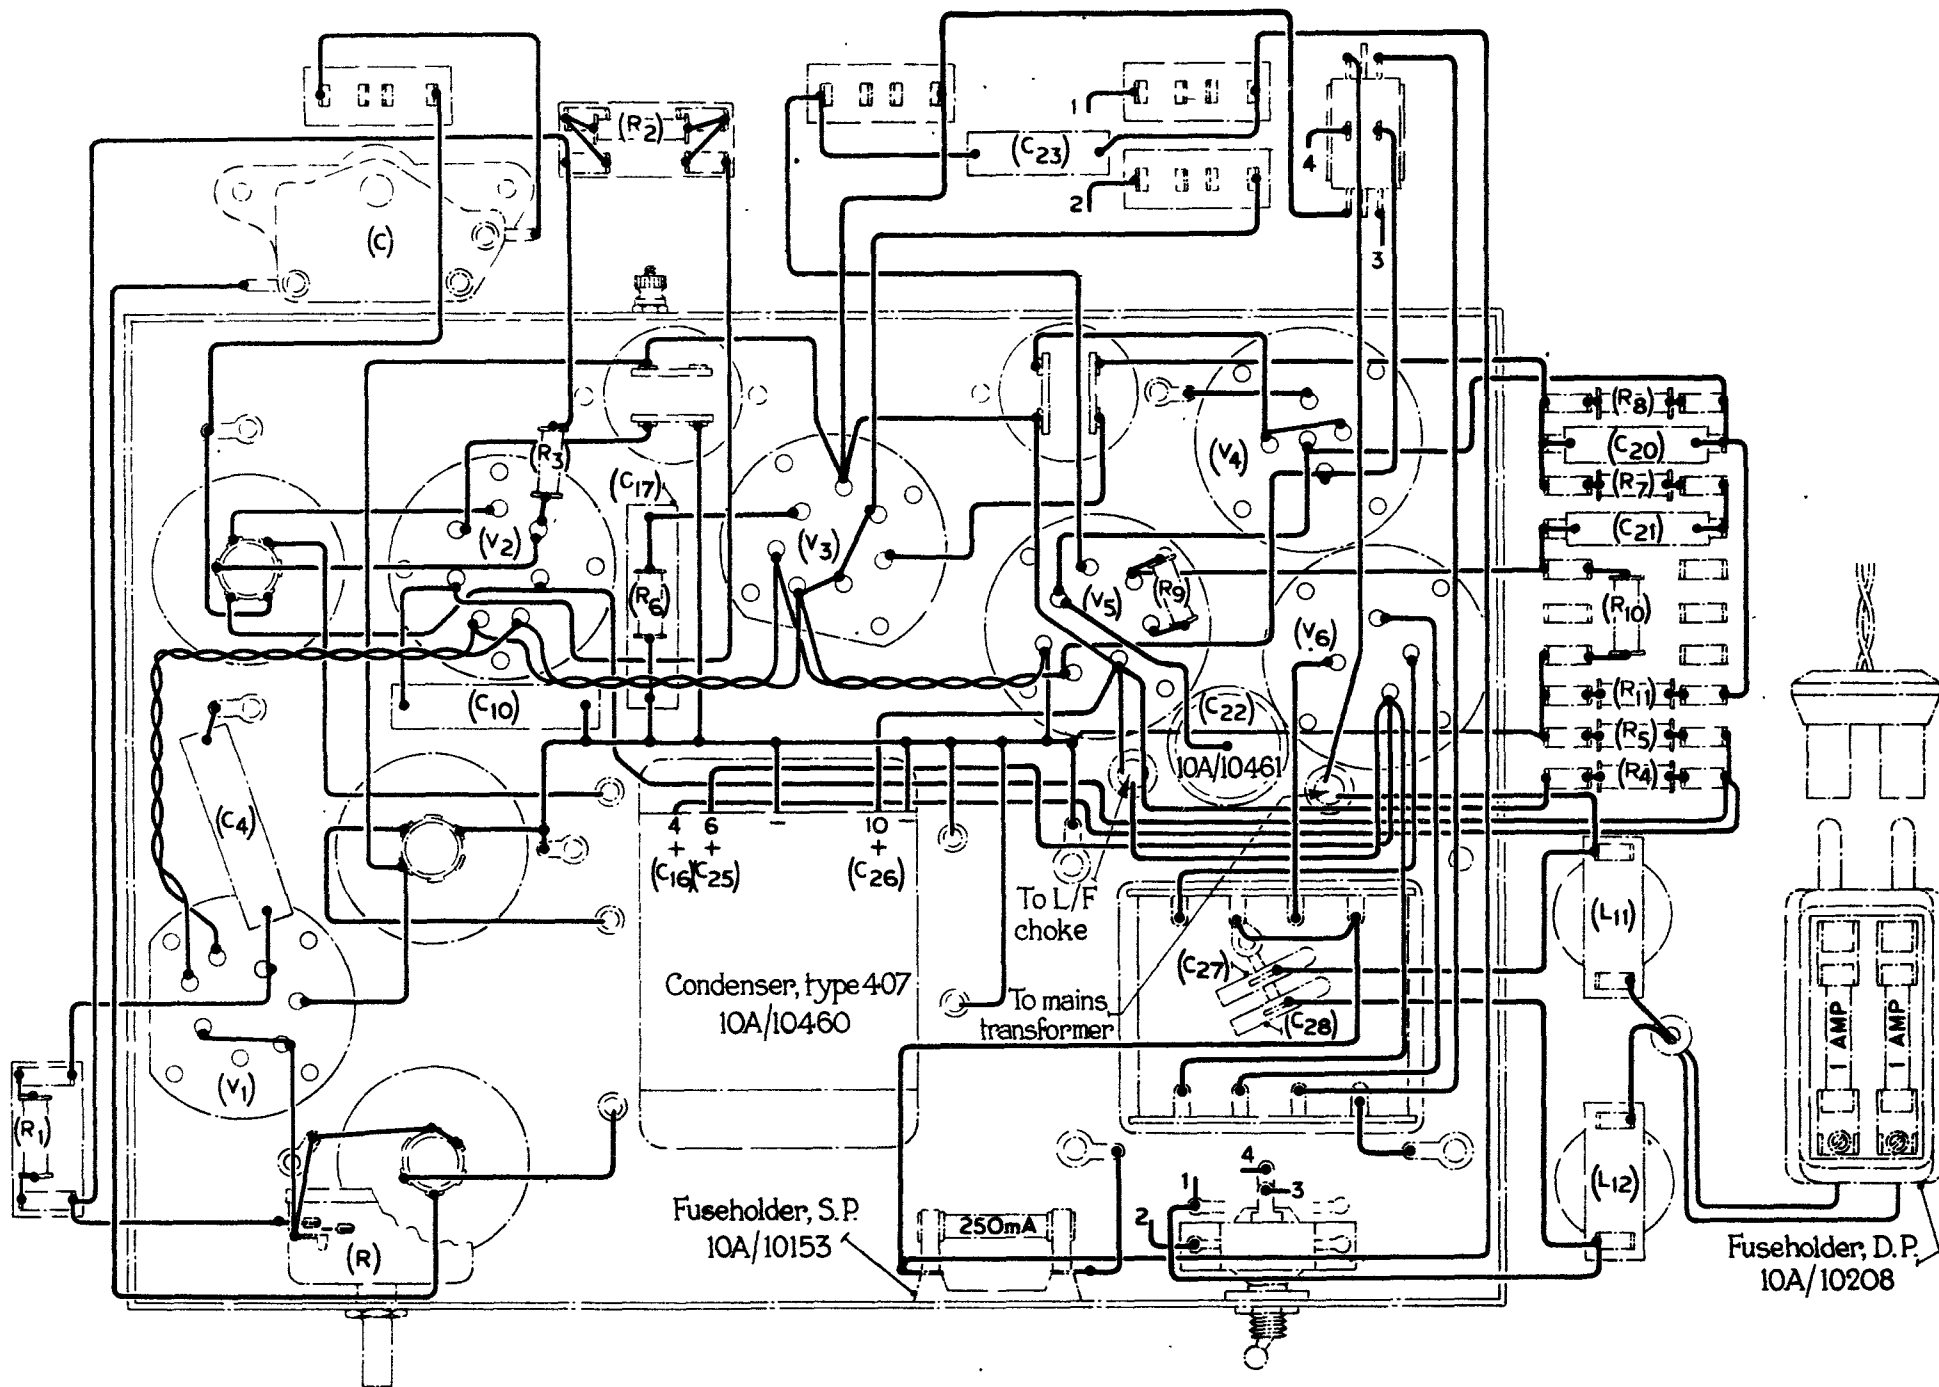 (R2)
1
(C23)
4
2
(C)
3
(R3)
(C17)
(V4)
(R8)
(C20)
(R7)
(V2)
(V3)
(C21)
(R6)
(V5)
R9
(R10)
(V6)
(C10)
(C22)
(R11)
(R5)
10A/10461
(R4)
(C4)
4 6 – 10 –
+ + +
(C16)(C25) (C26)
To L/F
choke
(L11)
(C27)
Condenser, type 407
10A/10460
To mains
transformer
(C28)
1 AMP 1 AMP
(V1)
(R1)
4
1
3
(L12)
Fuseholder, S.P.
10A/10153
250mA
2
(R)
Fuseholder, D.P.
10A/10208